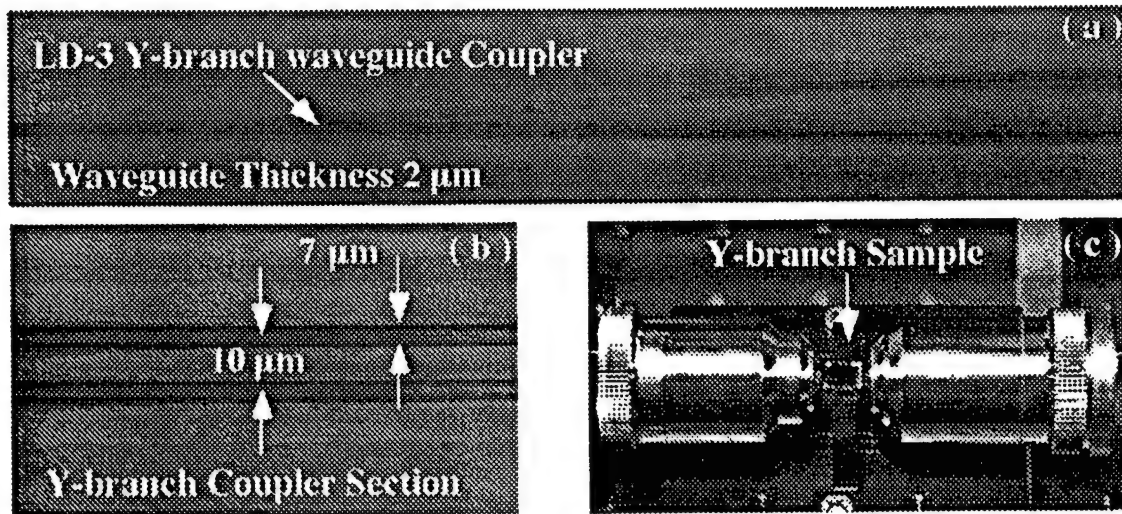 (a)
LD-3 Y-branch waveguide Coupler
Waveguide Thickness 2 μm
7 μm
(b)
10 μm
Y-branch Coupler Section
Y-branch Sample
(c)